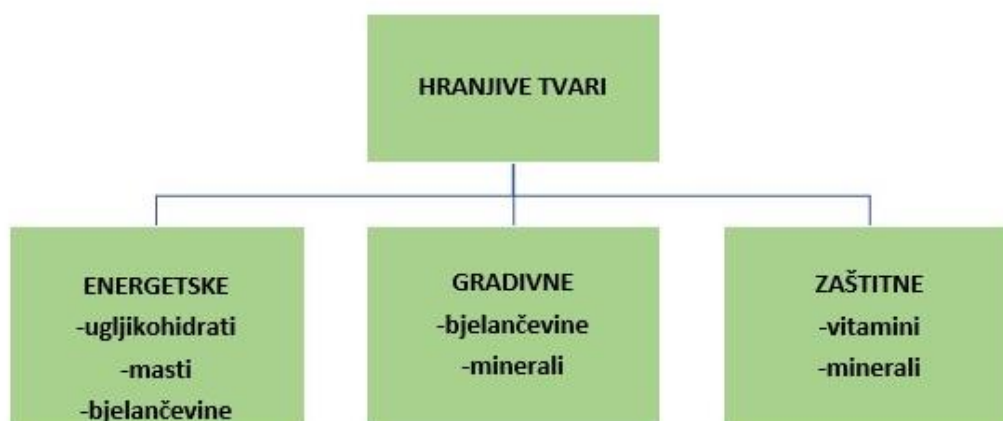 HRANJIVE TVARI
ENERGETSKE
-ugljikohidrati
-masti
-bjelančevine
GRADIVNE
-bjelančevine
-minerali
ZAŠTITNE
-vitamini
-minerali